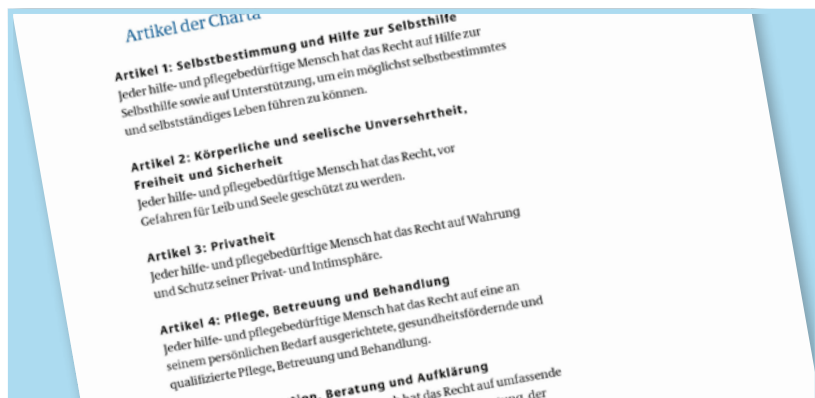 Artikel der Charta
Artikel 1: Selbstbestimmung und Hilfe zur Selbsthilfe
Jeder hilfe- und pflegebedürftige Mensch hat das Recht auf Hilfe zur
Selbsthilfe sowie auf Unterstützung, um ein möglichst selbstbestimmtes
und selbstständiges Leben führen zu können.
Artikel 2: Körperliche und seelische Unversehrtheit,
Freiheit und Sicherheit
Jeder hilfe- und pflegebedürftige Mensch hat das Recht, vor
Gefahren für Leib und Seele geschützt zu werden.
Artikel 3: Privatheit
Jeder hilfe- und pflegebedürftige Mensch hat das Recht auf Wahrung
und Schutz seiner Privat- und Intimsphäre.
Artikel 4: Pflege, Betreuung und Behandlung
Jeder hilfe- und pflegebedürftige Mensch hat das Recht auf eine an
seinem persönlichen Bedarf ausgerichtete, gesundheitsfördernde und
qualifizierte Pflege, Betreuung und Behandlung.
Beratung und Aufklärung
hat das Recht auf umfassende
der